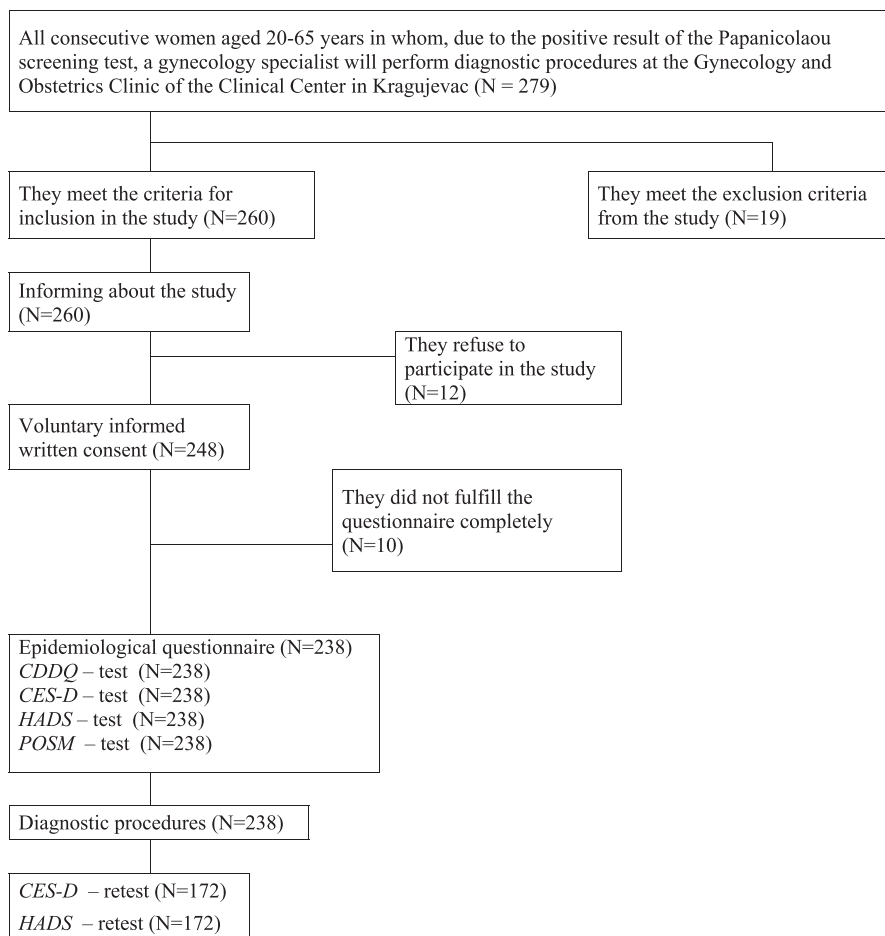 All consecutive women aged 20-65 years in whom, due to the positive result of the Papanicolaou
screening test, a gynecology specialist will perform diagnostic procedures at the Gynecology and
Obstetrics Clinic of the Clinical Center in Kragujevac (N = 279)
They meet the criteria for
inclusion in the study (N=260)
They meet the exclusion criteria
from the study (N=19)
Informing about the study
(N=260)
They refuse to
participate in the study
(N=12)
Voluntary informed
written consent (N=248)
They did not fulfill the
questionnaire completely
(N=10)
Epidemiological questionnaire (N=238)
CDDQ – test (N=238)
CES-D – test (N=238)
HADS – test (N=238)
POSM – test (N=238)
Diagnostic procedures (N=238)
CES-D – retest (N=172)
HADS – retest (N=172)